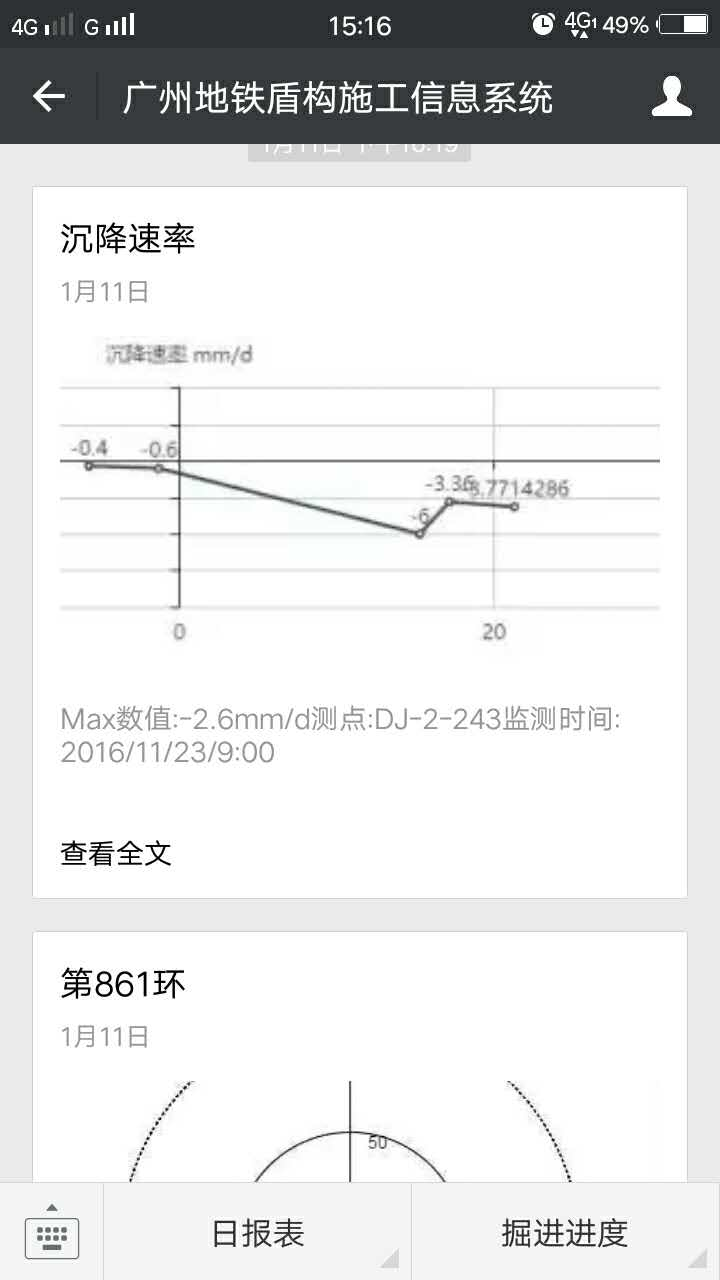 4G G 15:16 4G1 49%
广州地铁盾构施工信息系统
沉降速率
1月11日
沉降速率 mm/d
-0.4 -0.6
-3.36
-6
0 20
Max数值:-2.6mm/d测点:DJ-2-243监测时间:
2016/11/23/9:00
查看全文
第861环
1月11日
50
日报表 掘进进度